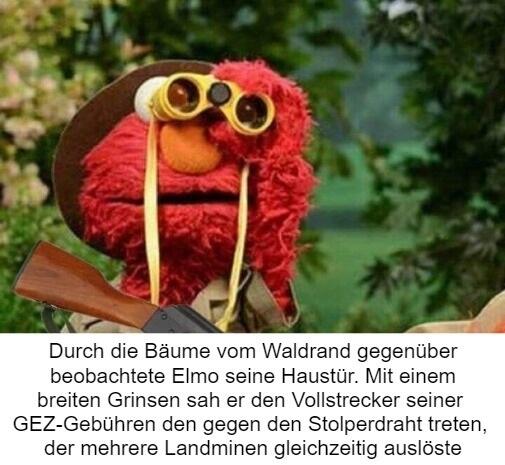 Durch die Bäume vom Waldrand gegenüber
beobachtete Elmo seine Haustür. Mit einem
breiten Grinsen sah er den Vollstrecker seiner
GEZ-Gebühren den gegen den Stolperdraht treten,
der mehrere Landminen gleichzeitig auslöste